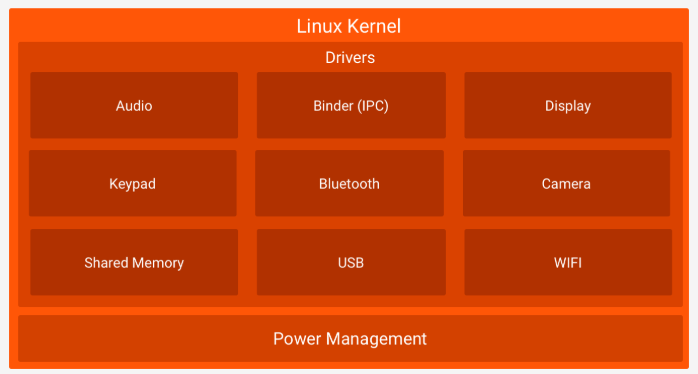 Linux Kernel
Drivers
Audio
Binder (IPC)
Display
Keypad
Bluetooth
Camera
Shared Memory
USB
WIFI
Power Management